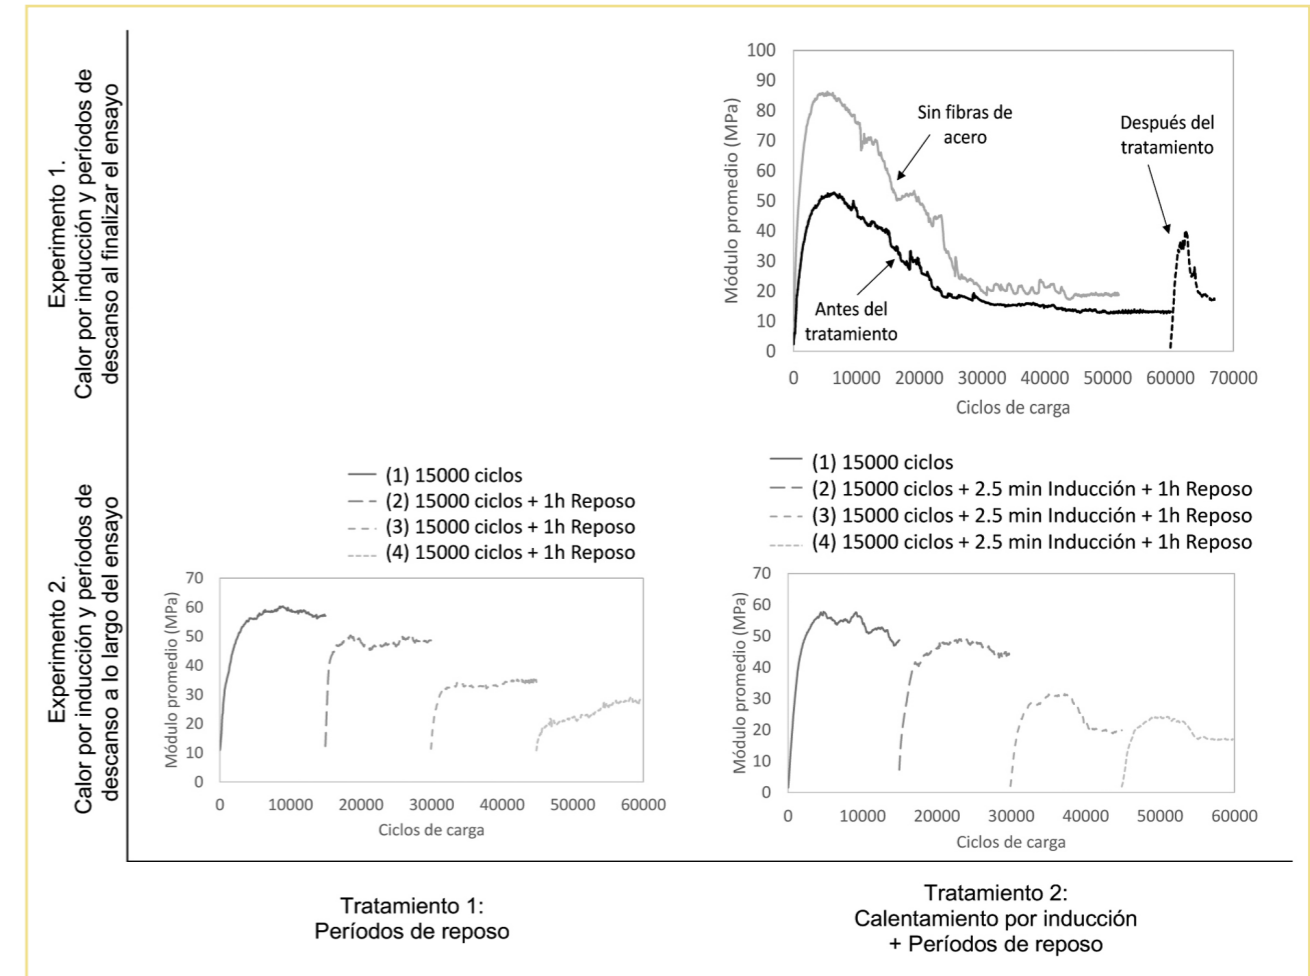 Experimento 1.
Calor por inducción y períodos de
descanso al finalizar el ensayo
Módulo promedio (MPa)
100
90
80
70
60
50
40
30
20
10
0
Sin fibras de
acero
Después del
tratamiento
Antes del
tratamiento
0 10000 20000 30000 40000 50000 60000 70000
Ciclos de carga
Experimento 2.
Calor por inducción y períodos de
descanso a lo largo del ensayo
(1) 15000 ciclos
(2) 15000 ciclos + 1h Reposo
(3) 15000 ciclos + 1h Reposo
(4) 15000 ciclos + 1h Reposo
Módulo promedio (MPa)
70
60
50
40
30
20
10
0
0 10000 20000 30000 40000 50000 60000
Ciclos de carga
(1) 15000 ciclos
(2) 15000 ciclos + 2.5 min Inducción + 1h Reposo
(3) 15000 ciclos + 2.5 min Inducción + 1h Reposo
(4) 15000 ciclos + 2.5 min Inducción + 1h Reposo
Módulo promedio (MPa)
70
60
50
40
30
20
10
0
0 10000 20000 30000 40000 50000 60000
Ciclos de carga
Tratamiento 1:
Períodos de reposo
Tratamiento 2:
Calentamiento por inducción
+ Períodos de reposo